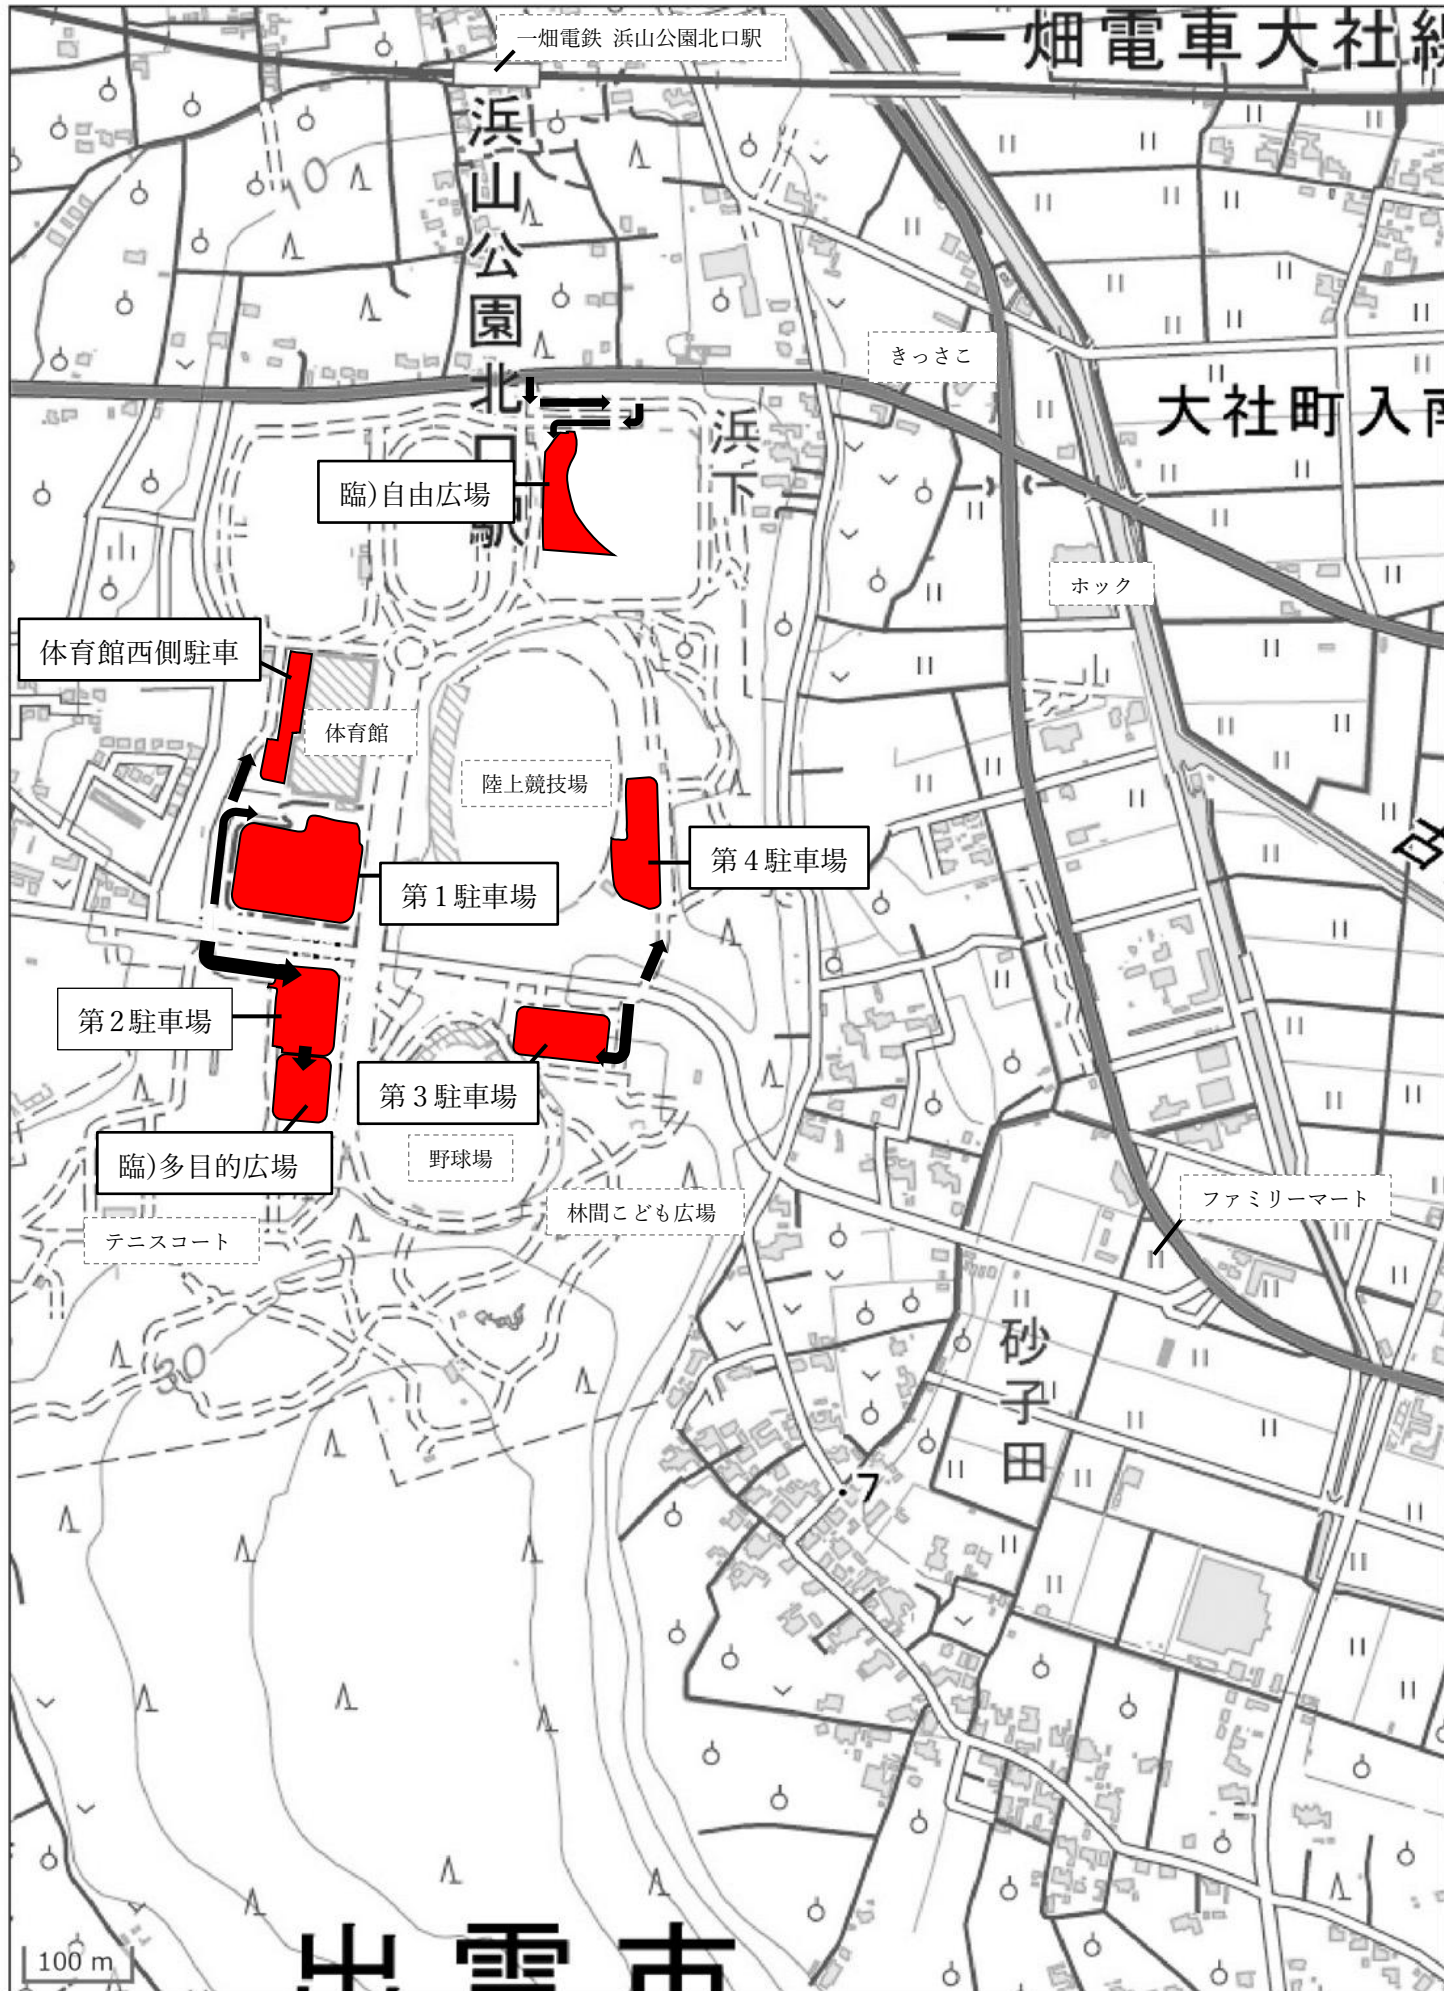 一畑電鉄 浜山公園北口駅
一畑電車大社線
浜山公園北口駅
きっさこ
大社町入南
浜下
臨)自由広場
ホック
体育館西側駐車
体育館
陸上競技場
第4駐車場
第1駐車場
古
第2駐車場
第3駐車場
臨)多目的広場
野球場
林間こども広場
ファミリーマート
テニスコート
砂子田
30
7
出雲市
100 m